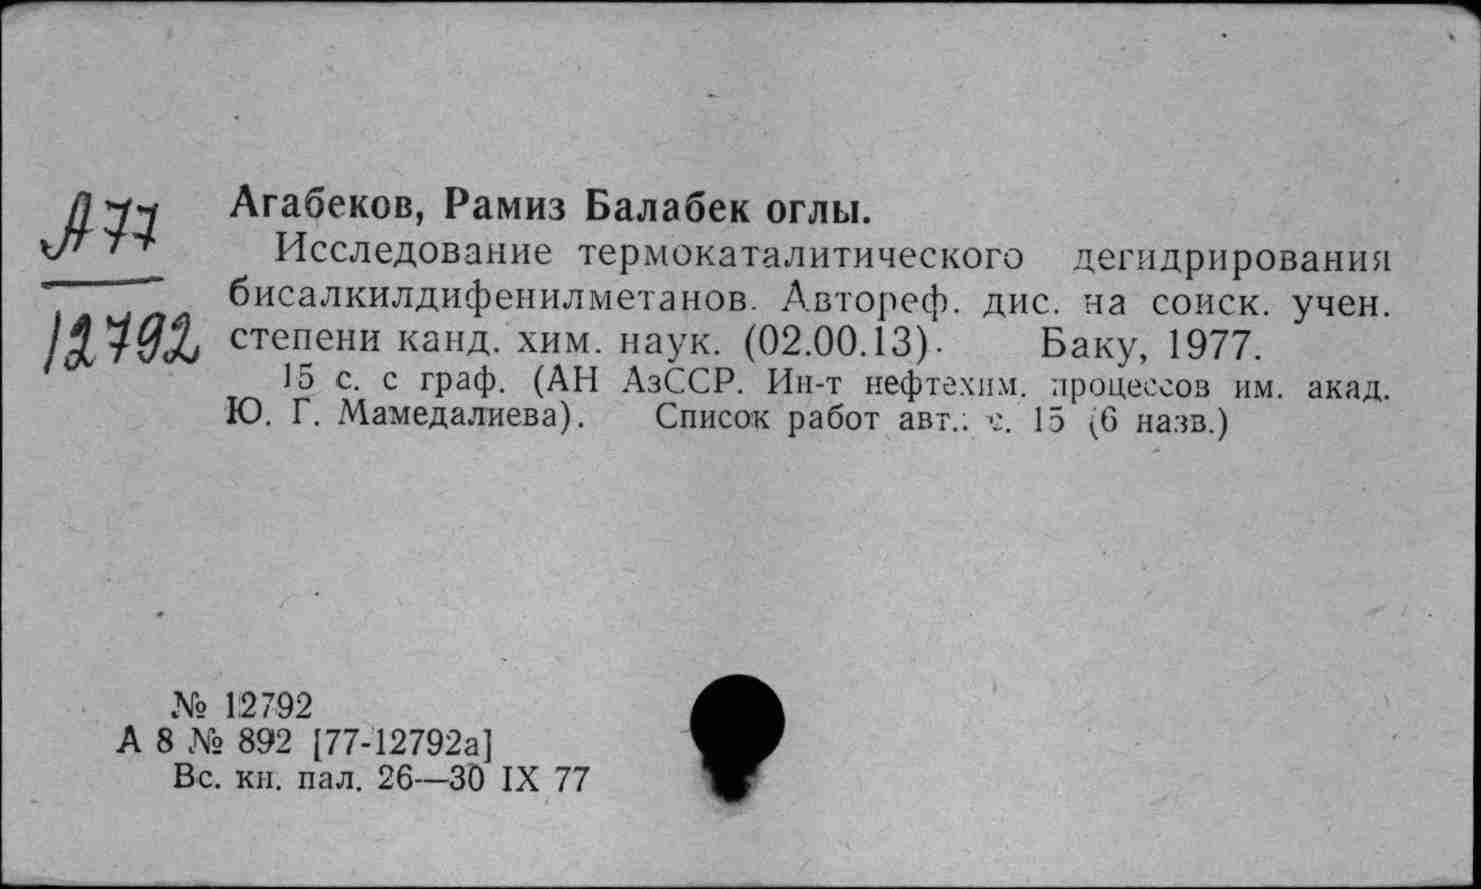 А77
12792
Агабеков, Рамиз Балабек оглы.
Исследование термокаталитического дегидрирования
бисалкилдифенилметанов. Автореф. дис. на соиск. учен.
степени канд. хим. наук. (02.00.13). Баку, 1977.
15 с. с граф. (АН АзССР. Ин-т нефтехим. процессов им. акад.
Ю. Г. Мамедалиева). Список работ авт.: с. 15 (6 назв.)
№ 12792
А 8 № 892 [77-12792а]
Вс. кн. пал. 26—30 IX 77